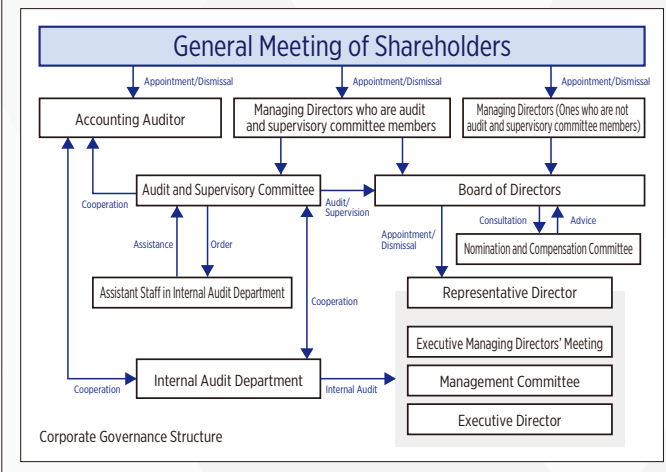 General Meeting of Shareholders
Appointment/Dismissal
Appointment/Dismissal
Appointment/Dismissal
Accounting Auditor
Managing Directors who are audit
and supervisory committee members
Managing Directors (Ones who are not
audit and supervisory committee members)
Cooperation
Audit and Supervisory Committee
Audit/
Supervision
Board of Directors
Assistance
Order
Appointment/
Dismissal
Consultation
Advice
Nomination and Compensation Committee
Assistant Staff in Internal Audit Department
Cooperation
Representative Director
Executive Managing Directors' Meeting
Cooperation
Internal Audit Department
Internal Audit
Management Committee
Executive Director
Corporate Governance Structure